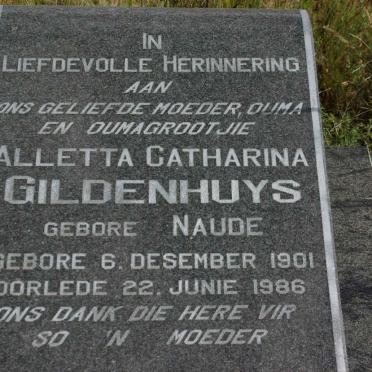 IN
LIEFDEVOLLE HERINNERING
AAN
ONS GELIEFDE MOEDER, OUMA
EN OUMAGROOTJIE
ALLETTA CATHARINA
GILDENHUYS
GEBORE NAUDE
GEBORE 6. DESEMBER 1901
OORLEDE 22. JUNIE 1986
ONS DANK DIE HERE VIR
SO 'N MOEDER